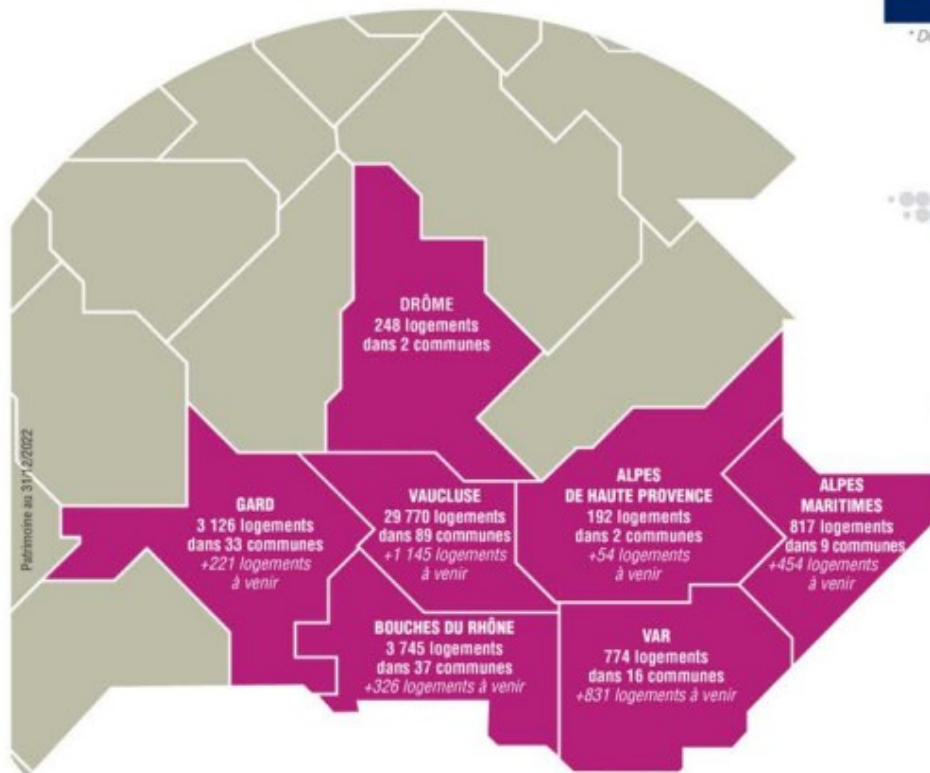 * D
DRÔME
248 logements
dans 2 communes
Patrimoine au 31/12/2022
GARD
3 126 logements
dans 33 communes
+221 logements
à venir
VAUCLUSE
29 770 logements
dans 89 communes
+1 145 logements
à venir
ALPES
DE HAUTE PROVENCE
192 logements
dans 2 communes
+54 logements
à venir
ALPES
MARITIMES
817 logements
dans 9 communes
+454 logements
à venir
BOUCHES DU RHÔNE
3 745 logements
dans 37 communes
+326 logements à venir
VAR
774 logements
dans 16 communes
+831 logements à venir